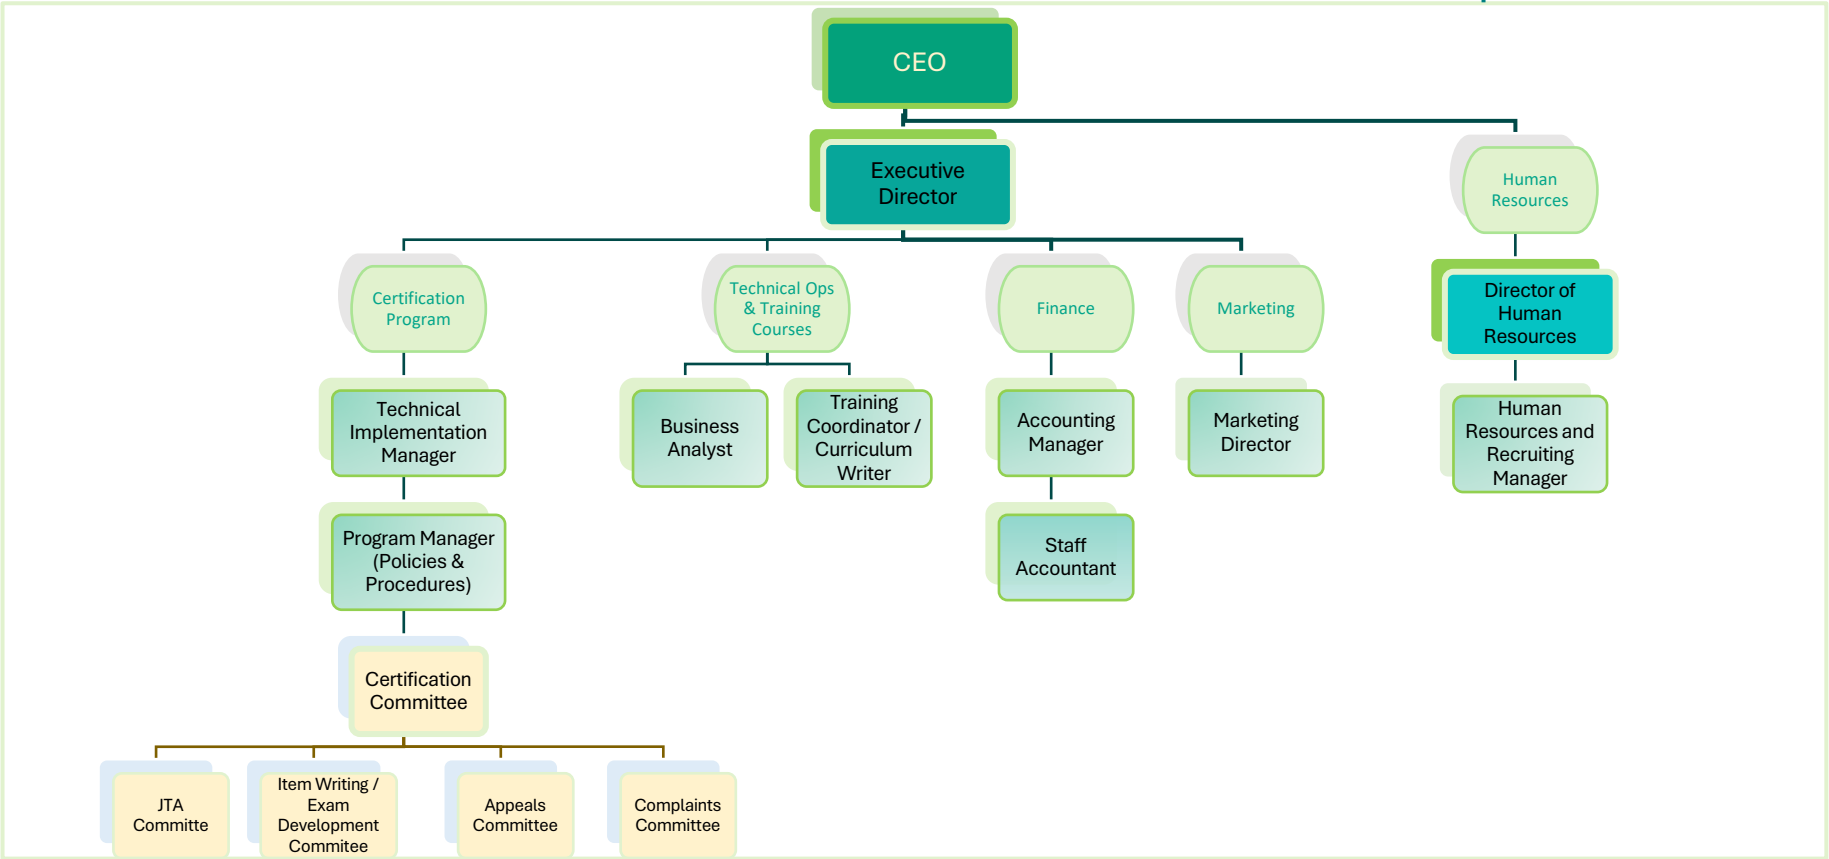 CEO
Executive
Director
Human
Resources
Certification
Program
Technical Ops
& Training
Courses
Finance
Marketing
Director of
Human
Resources
Technical
Implementation
Manager
Business
Analyst
Training
Coordinator /
Curriculum
Writer
Accounting
Manager
Marketing
Director
Human
Resources and
Recruiting
Manager
Program Manager
(Policies &
Procedures)
Staff
Accountant
Certification
Committee
JTA
Committe
Item Writing /
Exam
Development
Commitee
Appeals
Committee
Complaints
Committee